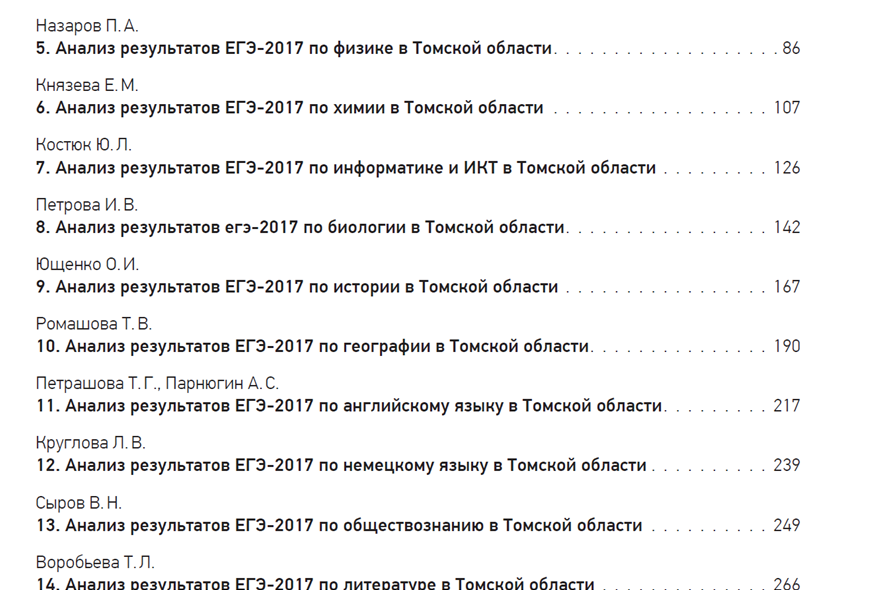 Назаров П. А.
5. Анализ результатов ЕГЭ-2017 по физике в Томской области. . . . . . . . . . . . . . . . . . . 86
Князева Е. М.
6. Анализ результатов ЕГЭ-2017 по химии в Томской области . . . . . . . . . . . . . . . . . . 107
Костюк Ю. Л.
7. Анализ результатов ЕГЭ-2017 по информатике и ИКТ в Томской области . . . . . . . . . 126
Петрова И. В.
8. Анализ результатов егэ-2017 по биологии в Томской области. . . . . . . . . . . . . . . . . 142
Ющенко О. И.
9. Анализ результатов ЕГЭ-2017 по истории в Томской области . . . . . . . . . . . . . . . . . 167
Ромашова Т. В.
10. Анализ результатов ЕГЭ-2017 по географии в Томской области. . . . . . . . . . . . . . . 190
Петрашова Т. Г., Парнюгин А. С.
11. Анализ результатов ЕГЭ-2017 по английскому языку в Томской области. . . . . . . . . 217
Круглова Л. В.
12. Анализ результатов ЕГЭ-2017 по немецкому языку в Томской области . . . . . . . . . . 239
Сыров В. Н.
13. Анализ результатов ЕГЭ-2017 по обществознанию в Томской области . . . . . . . . . . 249
Воробьева Т. Л.
14. Анализ результатов ЕГЭ-2017 по литературе в Томской области . . . . . . . . . . . . . . 266